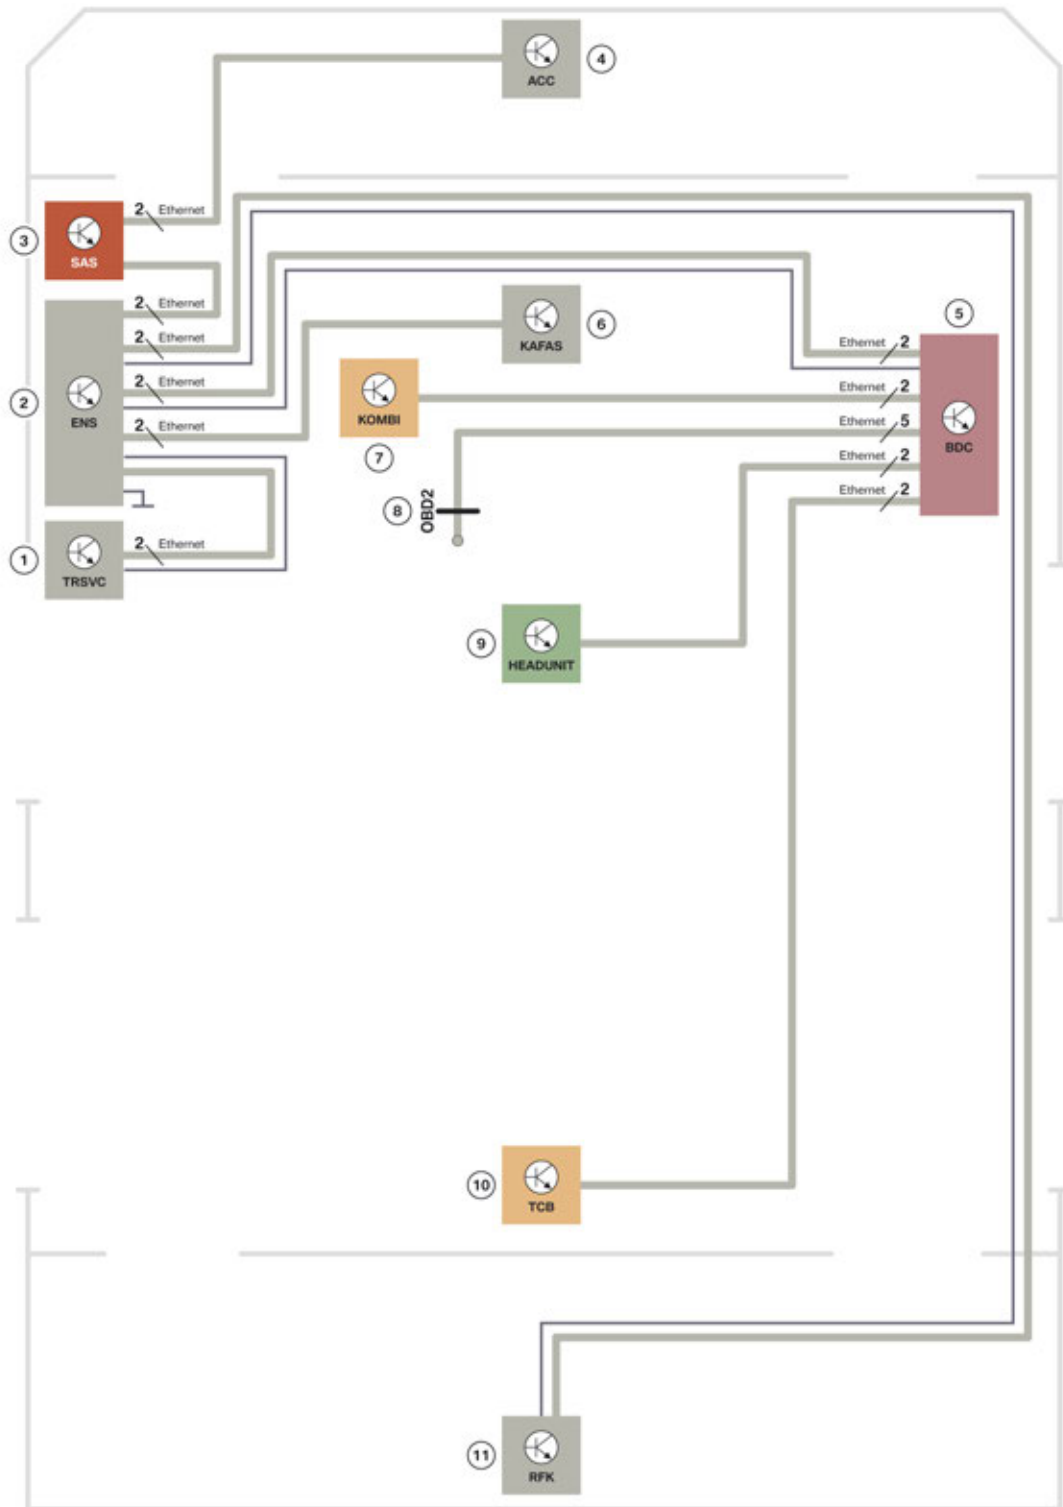 ACC
4
2 Ethernet
3
SAS
2 Ethernet
2 Ethernet
2 Ethernet
2 Ethernet
2
ENS
KAFAS
6
5
Ethernet 2
Ethernet 2
Ethernet 5
Ethernet 2
Ethernet 2
BDC
KOMBI
7
8
OBD2
1
2 Ethernet
TRSVC
9
HEADUNIT
10
TCB
11
RFK